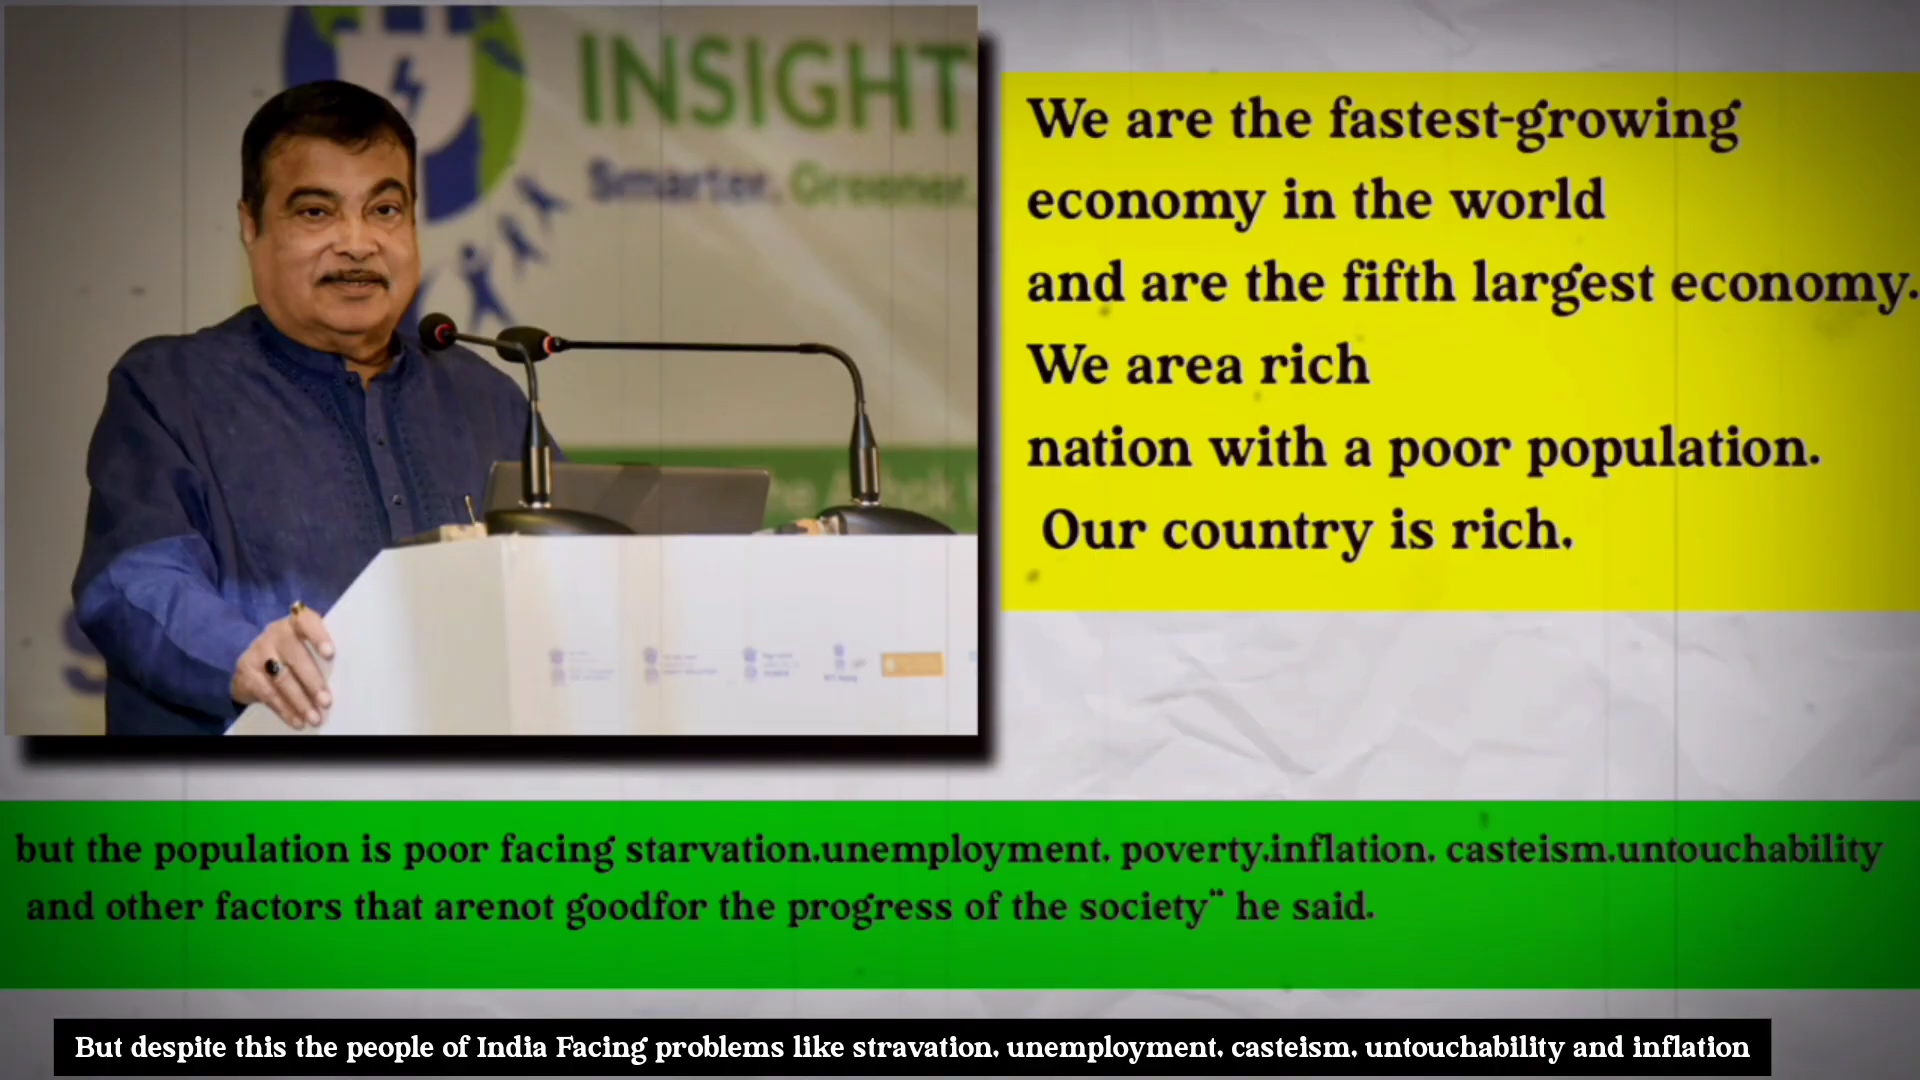 INSIGHT
Smarter. Greener.
We are the fastest-growing
economy in the world
and are the fifth largest economy.
We area rich
nation with a poor population.
Our country is rich,
but the population is poor facing starvation,unemployment, poverty,inflation, casteism,untouchability
and other factors that arenot goodfor the progress of the society¨ he said.
But despite this the people of India Facing problems like stravation, unemployment, casteism, untouchability and inflation